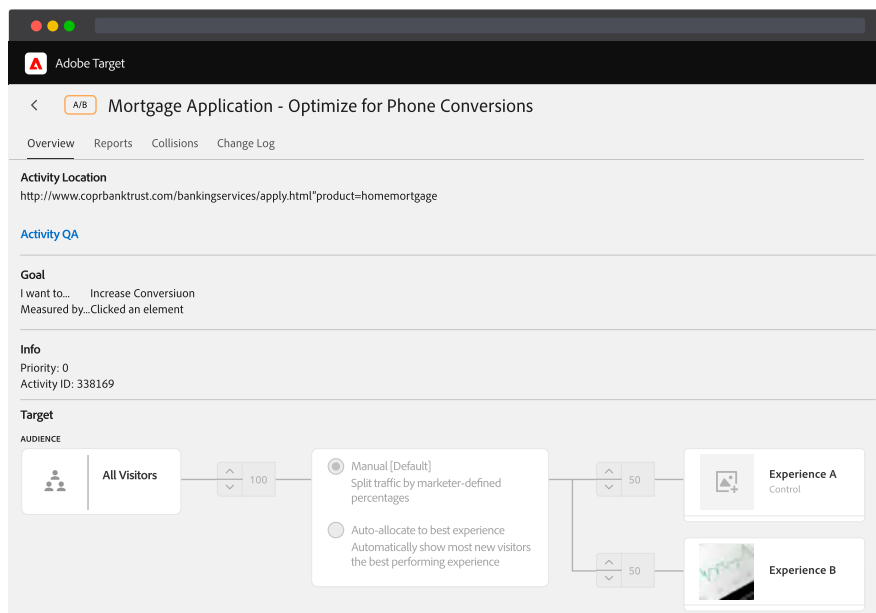 Adobe Target
A/B
Mortgage Application - Optimize for Phone Conversions
Overview Reports Collisions Change Log
Activity Location
http://www.coprbanktrust.com/bankingservices/apply.html"product=homemortgage
Activity QA
Goal
I want to... Increase Conversiuon
Measured by...Clicked an element
Info
Priority: 0
Activity ID: 338169
Target
AUDIENCE
All Visitors
100
Manual [Default]
Split traffic by marketer-defined
percentages
Auto-allocate to best experience
Automatically show most new visitors
the best performing experience
50
Experience A
Control
50
Experience B